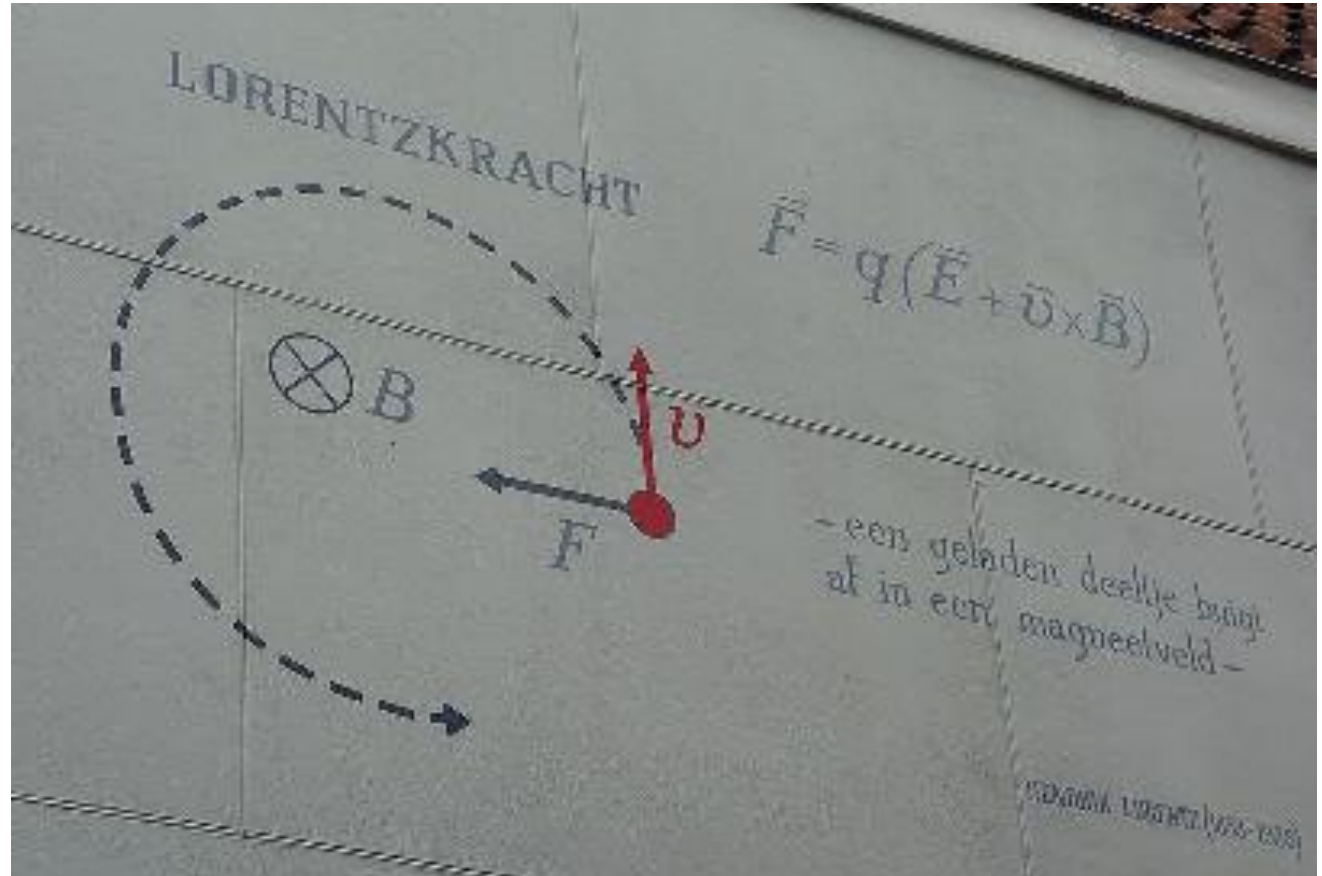 LORENTZKRACHT
F⃗ = q(E⃗ + v⃗ × B⃗)
B
v
F
- een geladen deeltje buigt
af in een magneetveld -